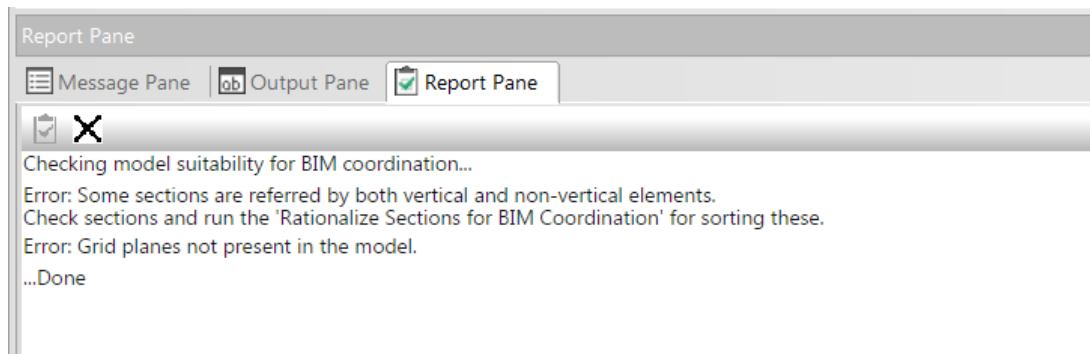 Report Pane
Message Pane ab Output Pane Report Pane
Checking model suitability for BIM coordination...
Error: Some sections are referred by both vertical and non-vertical elements.
Check sections and run the 'Rationalize Sections for BIM Coordination' for sorting these.
Error: Grid planes not present in the model.
...Done